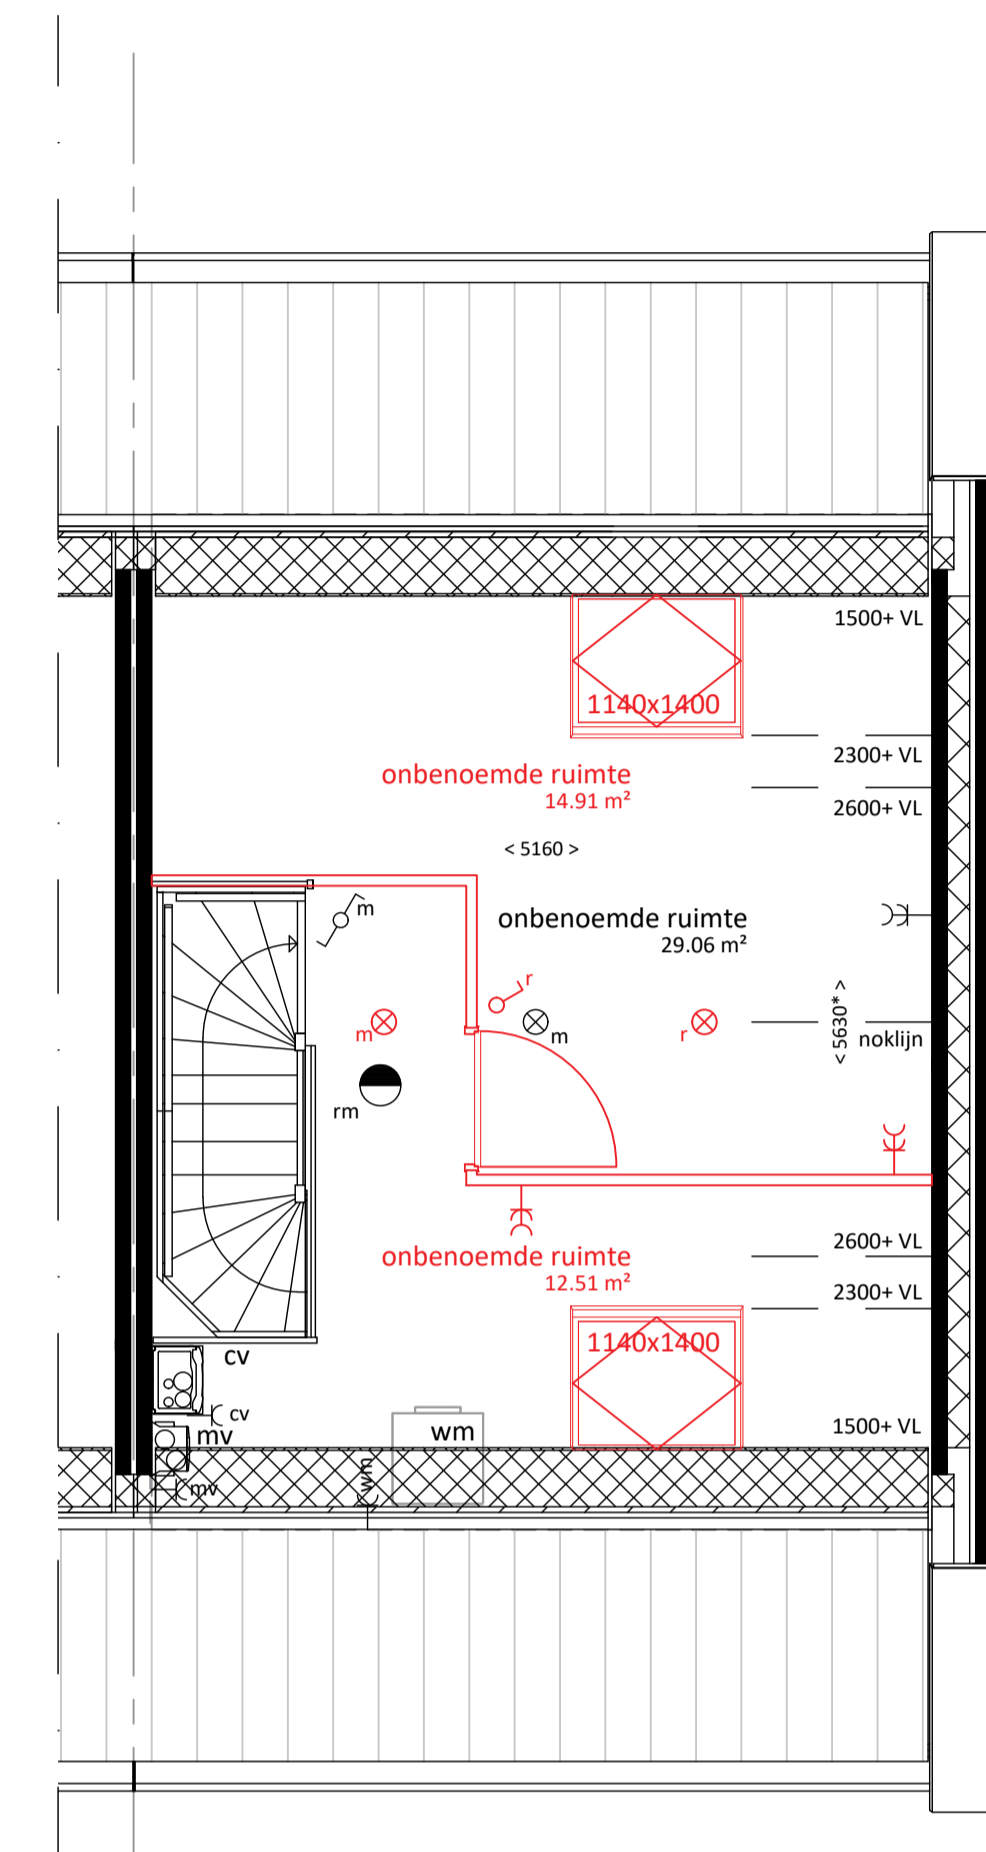 1500+ VL
1140x1400
2300+ VL
onbenoemde ruimte
14.91 m²
2600+ VL
< 5160 >
m
onbenoemde ruimte
29.06 m²
r
m
m
r
< 5630* >
noklijn
rm
2600+ VL
onbenoemde ruimte
12.51 m²
2300+ VL
1140x1400
cv
cv
mv
wm
1500+ VL
wm
mv